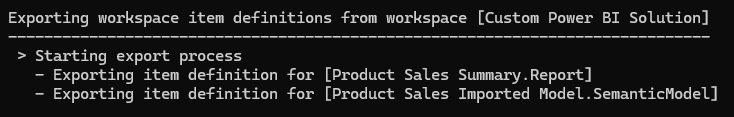 Exporting workspace item definitions from workspace [Custom Power BI Solution]
------------------------------------------------------------------------------
> Starting export process
- Exporting item definition for [Product Sales Summary.Report]
- Exporting item definition for [Product Sales Imported Model.SemanticModel]